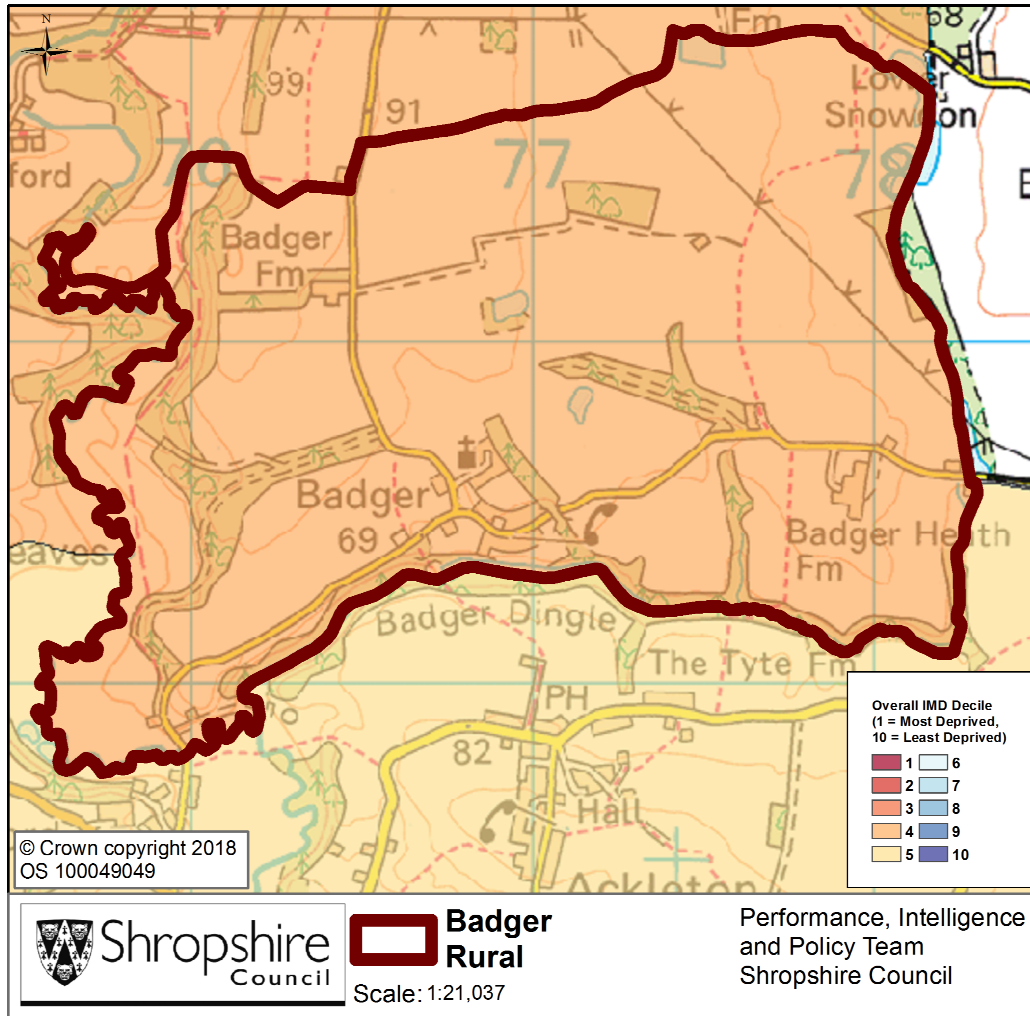 N
Fm
99
91
Lower
Snowdon
ford
76
77
78
Badger
Fm
Badger
69
Badger Heath
Fm
eaves
Badger Dingle
The Tyte Fm
PH
82
Hall
Ackleton
Overall IMD Decile
(1 = Most Deprived,
10 = Least Deprived)
1 6
2 7
3 8
4 9
5 10
© Crown copyright 2018
OS 100049049
Shropshire
Council
Badger
Rural
Scale: 1:21,037
Performance, Intelligence
and Policy Team
Shropshire Council